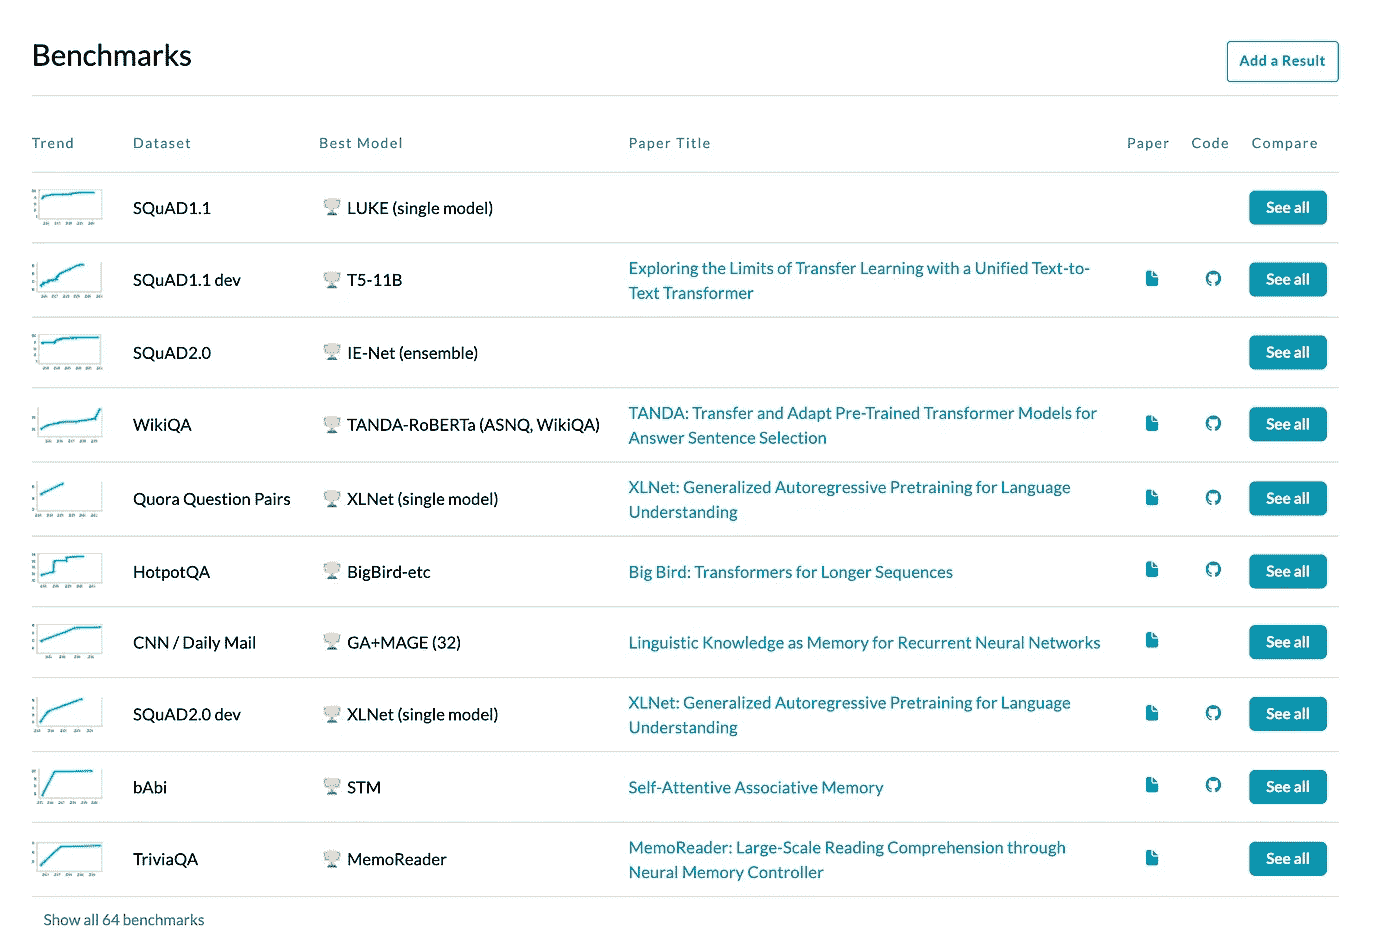 Benchmarks
Add a Result
Trend Dataset Best Model Paper Title Paper Code Compare
SQuAD1.1 LUKE (single model) See all
SQuAD1.1 dev T5-11B Exploring the Limits of Transfer Learning with a Unified Text-to-
Text Transformer See all
SQuAD2.0 IE-Net (ensemble) See all
WikiQA TANDA-RoBERTa (ASNQ, WikiQA) TANDA: Transfer and Adapt Pre-Trained Transformer Models for
Answer Sentence Selection See all
Quora Question Pairs XLNet (single model) XLNet: Generalized Autoregressive Pretraining for Language
Understanding See all
HotpotQA BigBird-etc Big Bird: Transformers for Longer Sequences See all
CNN / Daily Mail GA+MAGE (32) Linguistic Knowledge as Memory for Recurrent Neural Networks See all
SQuAD2.0 dev XLNet (single model) XLNet: Generalized Autoregressive Pretraining for Language
Understanding See all
bAbi STM Self-Attentive Associative Memory See all
TriviaQA MemoReader MemoReader: Large-Scale Reading Comprehension through
Neural Memory Controller See all
Show all 64 benchmarks